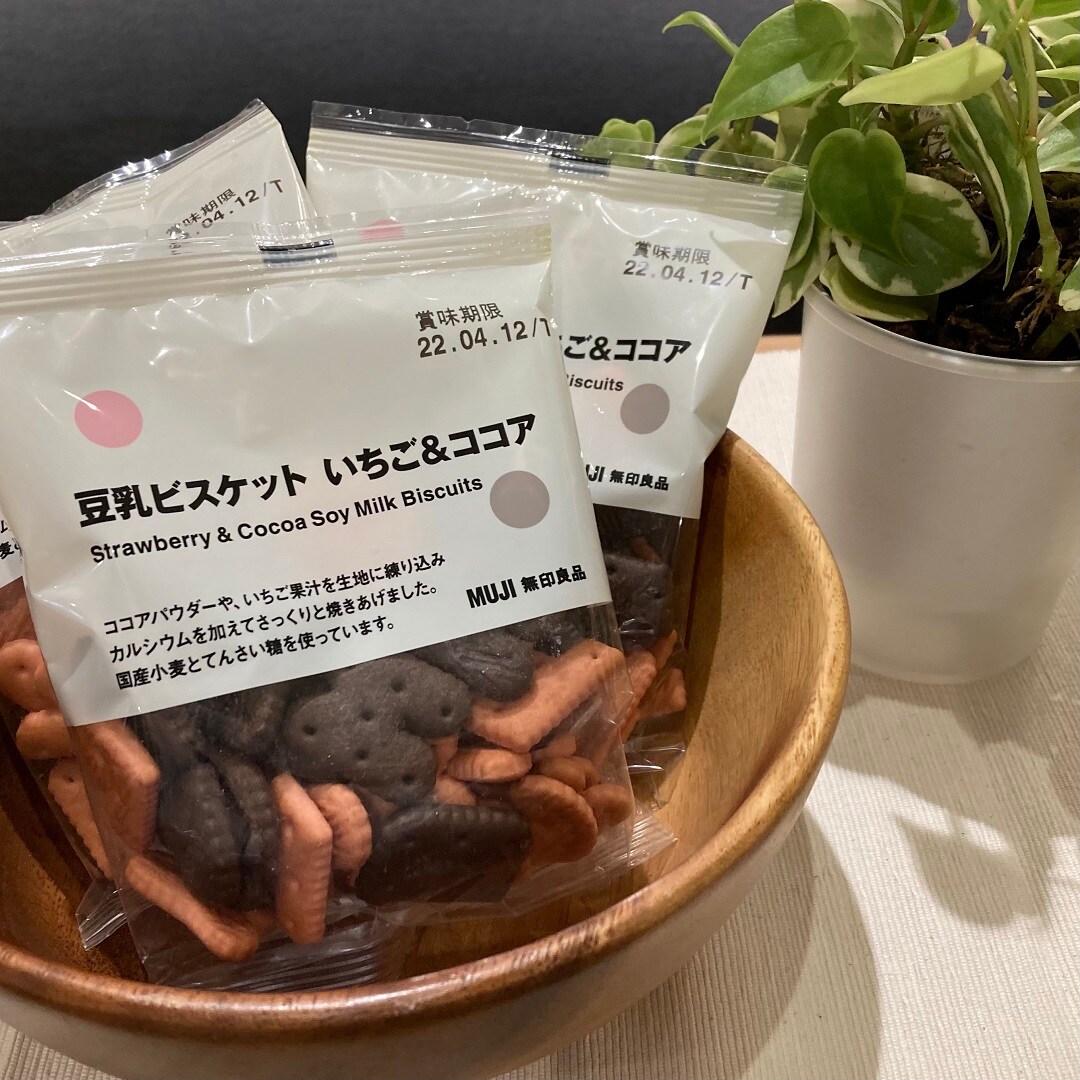 賞味期限
22.04.12/T
豆乳ビスケット いちご&ココア
Strawberry & Cocoa Soy Milk Biscuits
ココアパウダーや、いちご果汁を生地に練り込み
カルシウムを加えてさっくりと焼きあげました。
国産小麦とてんさい糖を使っています。
MUJI 無印良品
賞味期限
22.04.12/T
ご&ココア
Biscuits
無印良品
賞味期限
.04.12/T